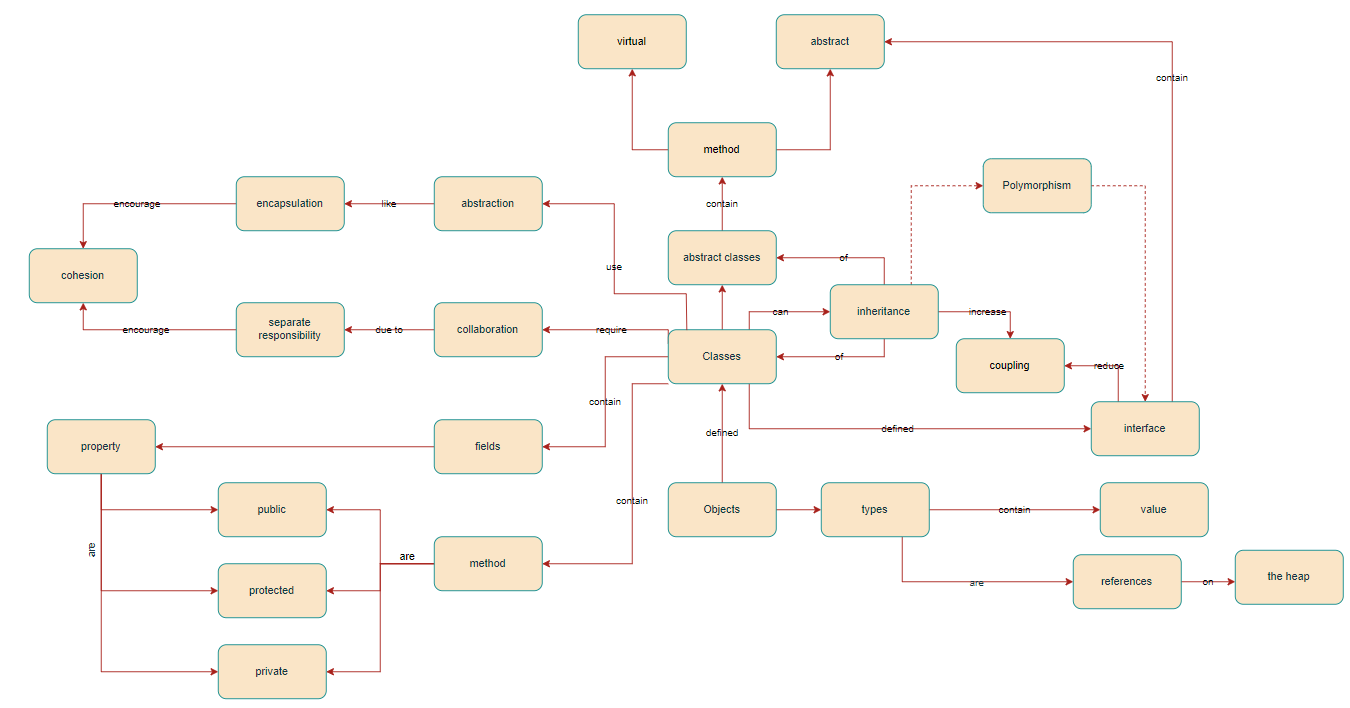 virtual
abstract
contain
method
Polymorphism
encourage
encapsulation
like
abstraction
contain
abstract classes
of
use
cohesion
can
inheritance
increase
encourage
separate
responsibility
due to
collaboration
require
Classes
of
coupling
reduce
contain
property
fields
defined
defined
interface
contain
public
Objects
types
contain
value
are
are
method
protected
are
references
on
the heap
private